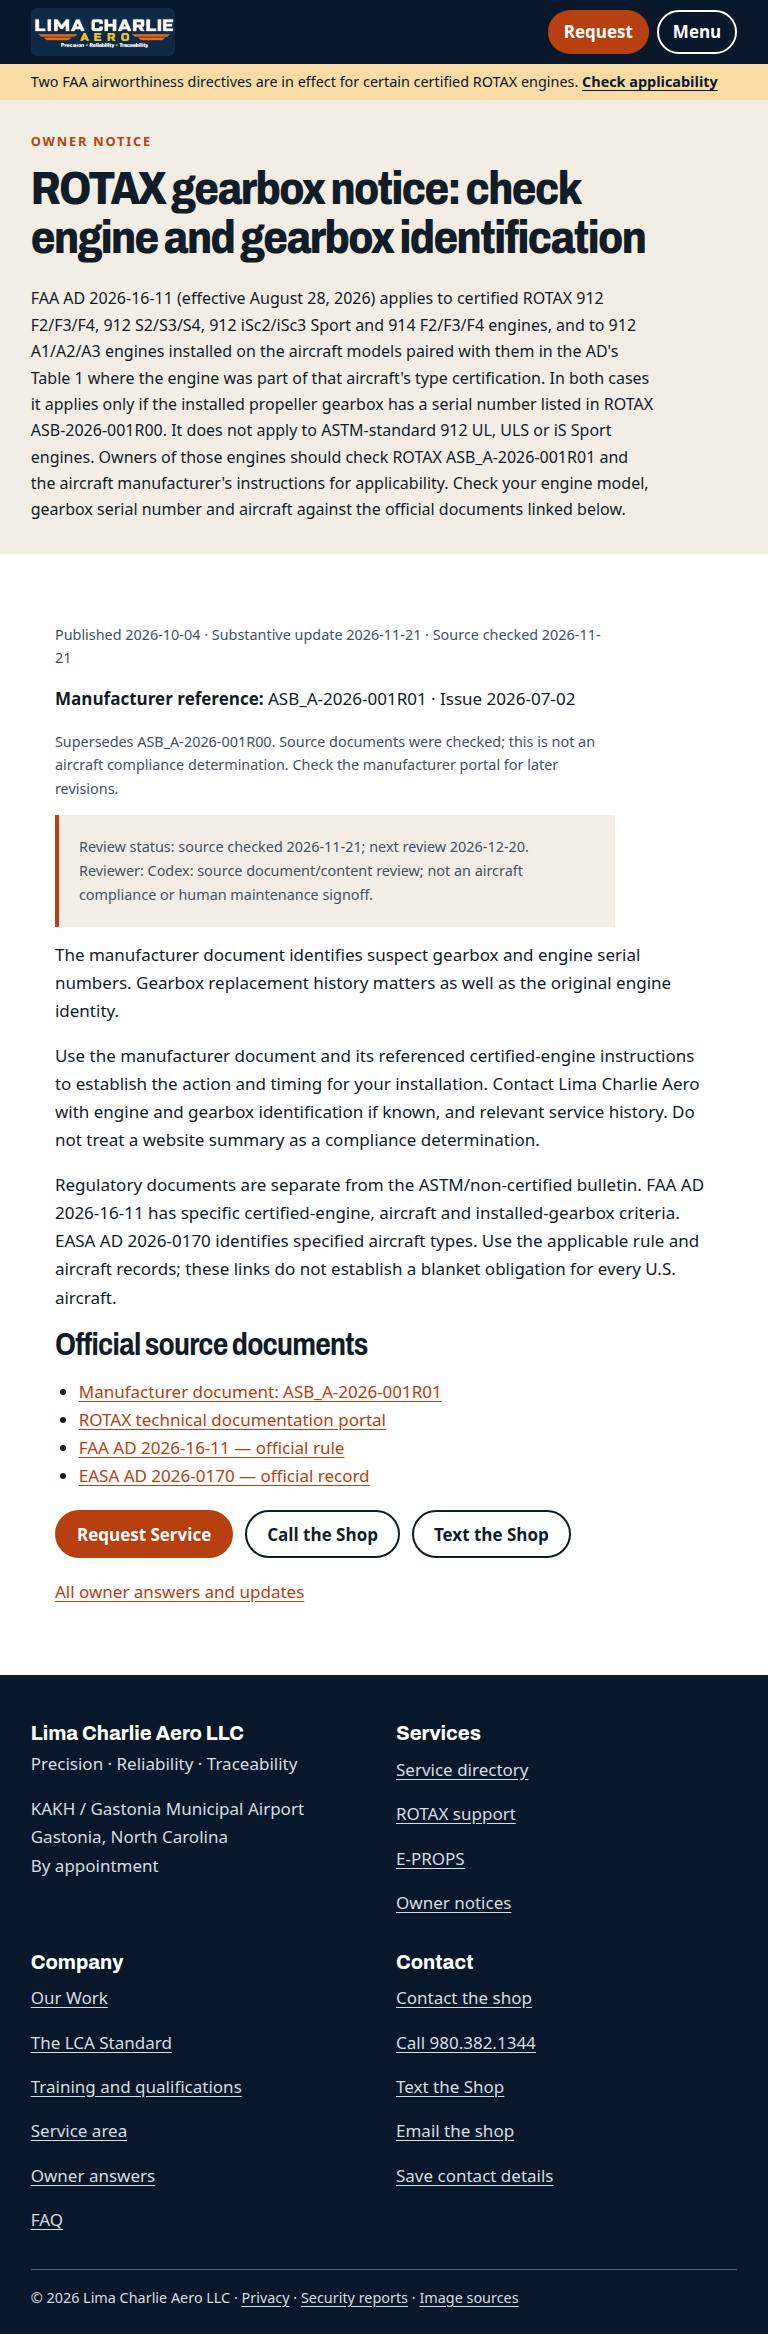 LIMA CHARLIE
AERO
Precision • Reliability • Traceability
Request
Menu
Two FAA airworthiness directives are in effect for certain certified ROTAX engines. Check applicability
OWNER NOTICE
ROTAX gearbox notice: check
engine and gearbox identification
FAA AD 2026-16-11 (effective August 28, 2026) applies to certified ROTAX 912
F2/F3/F4, 912 S2/S3/S4, 912 iSc2/iSc3 Sport and 914 F2/F3/F4 engines, and to 912
A1/A2/A3 engines installed on the aircraft models paired with them in the AD's
Table 1 where the engine was part of that aircraft's type certification. In both cases
it applies only if the installed propeller gearbox has a serial number listed in ROTAX
ASB-2026-001R00. It does not apply to ASTM-standard 912 UL, ULS or iS Sport
engines. Owners of those engines should check ROTAX ASB_A-2026-001R01 and
the aircraft manufacturer's instructions for applicability. Check your engine model,
gearbox serial number and aircraft against the official documents linked below.
Published 2026-10-04 · Substantive update 2026-11-21 · Source checked 2026-11-
21
Manufacturer reference: ASB_A-2026-001R01 · Issue 2026-07-02
Supersedes ASB_A-2026-001R00. Source documents were checked; this is not an
aircraft compliance determination. Check the manufacturer portal for later
revisions.
Review status: source checked 2026-11-21; next review 2026-12-20.
Reviewer: Codex: source document/content review; not an aircraft
compliance or human maintenance signoff.
The manufacturer document identifies suspect gearbox and engine serial
numbers. Gearbox replacement history matters as well as the original engine
identity.
Use the manufacturer document and its referenced certified-engine instructions
to establish the action and timing for your installation. Contact Lima Charlie Aero
with engine and gearbox identification if known, and relevant service history. Do
not treat a website summary as a compliance determination.
Regulatory documents are separate from the ASTM/non-certified bulletin. FAA AD
2026-16-11 has specific certified-engine, aircraft and installed-gearbox criteria.
EASA AD 2026-0170 identifies specified aircraft types. Use the applicable rule and
aircraft records; these links do not establish a blanket obligation for every U.S.
aircraft.
Official source documents
• Manufacturer document: ASB_A-2026-001R01
• ROTAX technical documentation portal
• FAA AD 2026-16-11 — official rule
• EASA AD 2026-0170 — official record
Request Service
Call the Shop
Text the Shop
All owner answers and updates
Lima Charlie Aero LLC
Precision · Reliability · Traceability
KAKH / Gastonia Municipal Airport
Gastonia, North Carolina
By appointment
Services
Service directory
ROTAX support
E-PROPS
Owner notices
Company
Our Work
The LCA Standard
Training and qualifications
Service area
Owner answers
FAQ
Contact
Contact the shop
Call 980.382.1344
Text the Shop
Email the shop
Save contact details
© 2026 Lima Charlie Aero LLC · Privacy · Security reports · Image sources